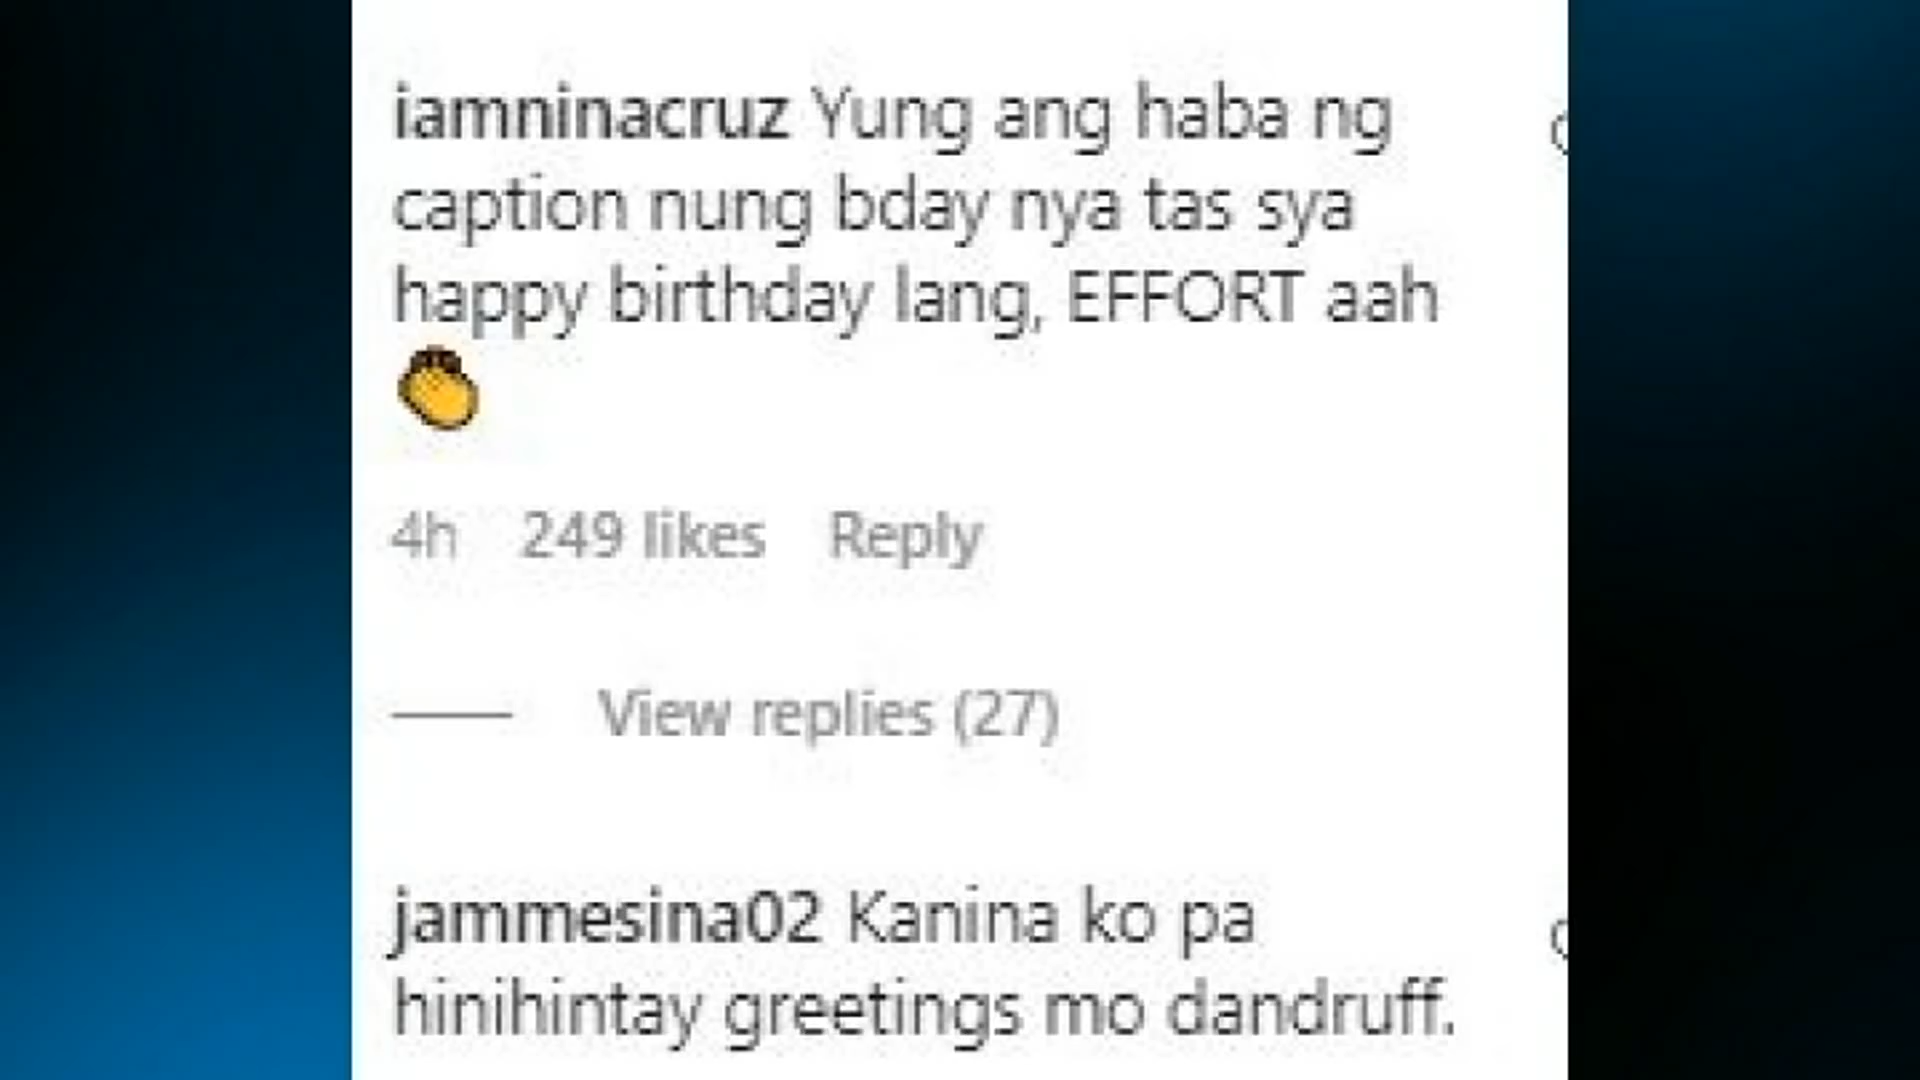 iamninacruz Yung ang haba ng
caption nung bday nya tas sya
happy birthday lang, EFFORT aah
👏
4h 249 likes Reply
View replies (27)
jammesina02 Kanina ko pa
hinihintay greetings mo dandruff.